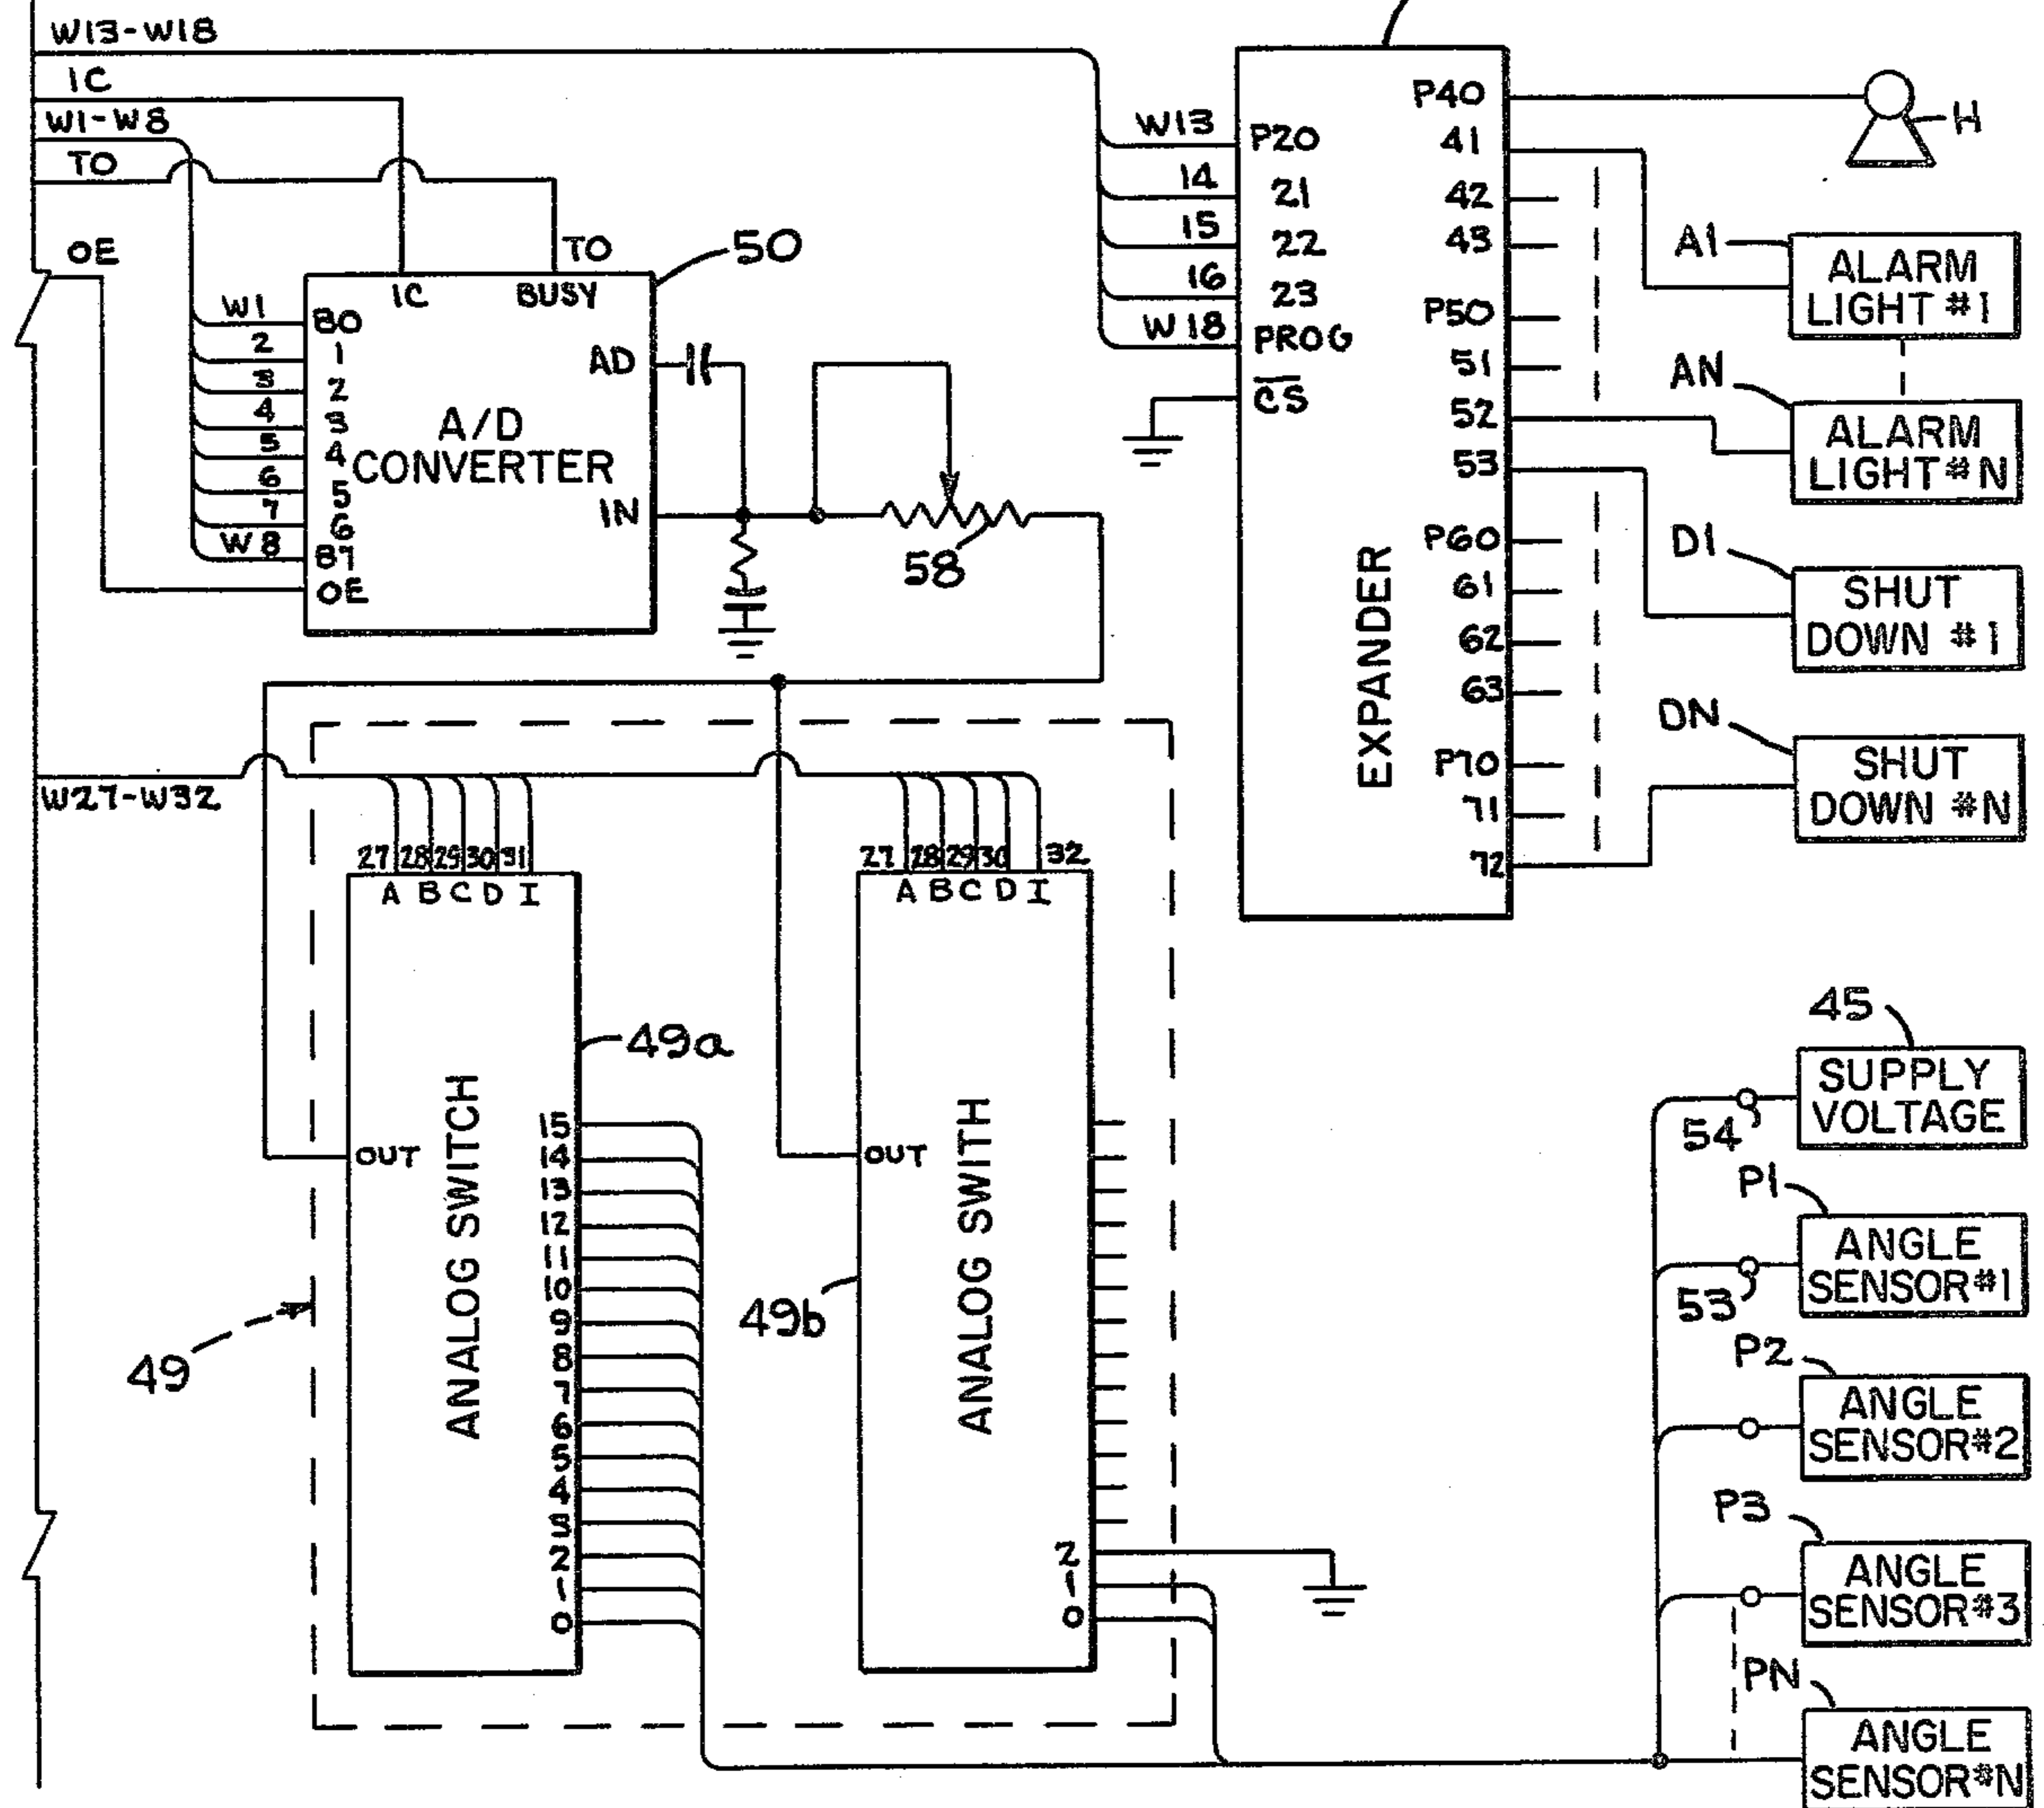 W13-W18
IC
W1-W8
TO
OE
W1
2
3
4
5
6
7
W8
B0
1
2
3
4
5
6
B7
OE
IC
BUSY
TO
50
AD
IN
A/D
CONVERTER
58
W13
14
15
16
W18
P20
21
22
23
PROG
CS
EXPANDER
P40
41
42
43
P50
51
52
53
P60
61
62
63
P70
71
72
H
A1
ALARM
LIGHT #1
AN
ALARM
LIGHT #N
D1
SHUT
DOWN #1
DN
SHUT
DOWN #N
W27-W32
27
28
29
30
31
A
B
C
D
I
27
28
29
30
32
A
B
C
D
I
OUT
ANALOG SWITCH
49a
15
14
13
12
11
10
9
8
7
6
5
4
3
2
1
0
49
OUT
ANALOG SWITH
49b
2
1
0
45
SUPPLY
VOLTAGE
54
P1
ANGLE
SENSOR#1
53
P2
ANGLE
SENSOR#2
P3
ANGLE
SENSOR#3
PN
ANGLE
SENSOR#N